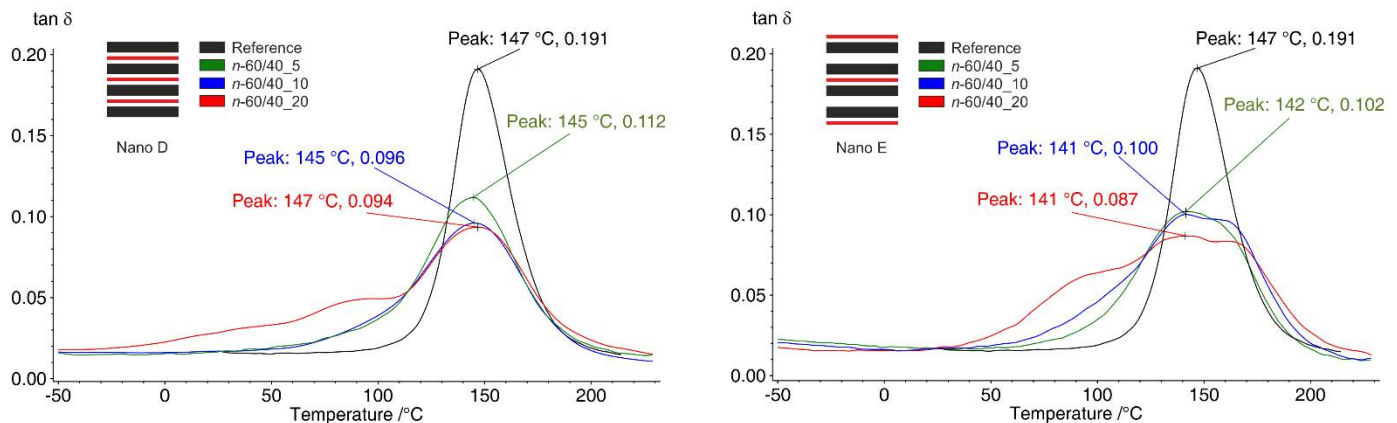 tan δ
0.20
0.15
0.10
0.05
0.00
-50
0
50
100
150
200
Temperature /°C
Nano D
Reference
n-60/40_5
n-60/40_10
n-60/40_20
Peak: 147 °C, 0.191
Peak: 145 °C, 0.112
Peak: 145 °C, 0.096
Peak: 147 °C, 0.094
tan δ
0.20
0.15
0.10
0.05
0.00
-50
0
50
100
150
200
Temperature /°C
Nano E
Reference
n-60/40_5
n-60/40_10
n-60/40_20
Peak: 147 °C, 0.191
Peak: 142 °C, 0.102
Peak: 141 °C, 0.100
Peak: 141 °C, 0.087